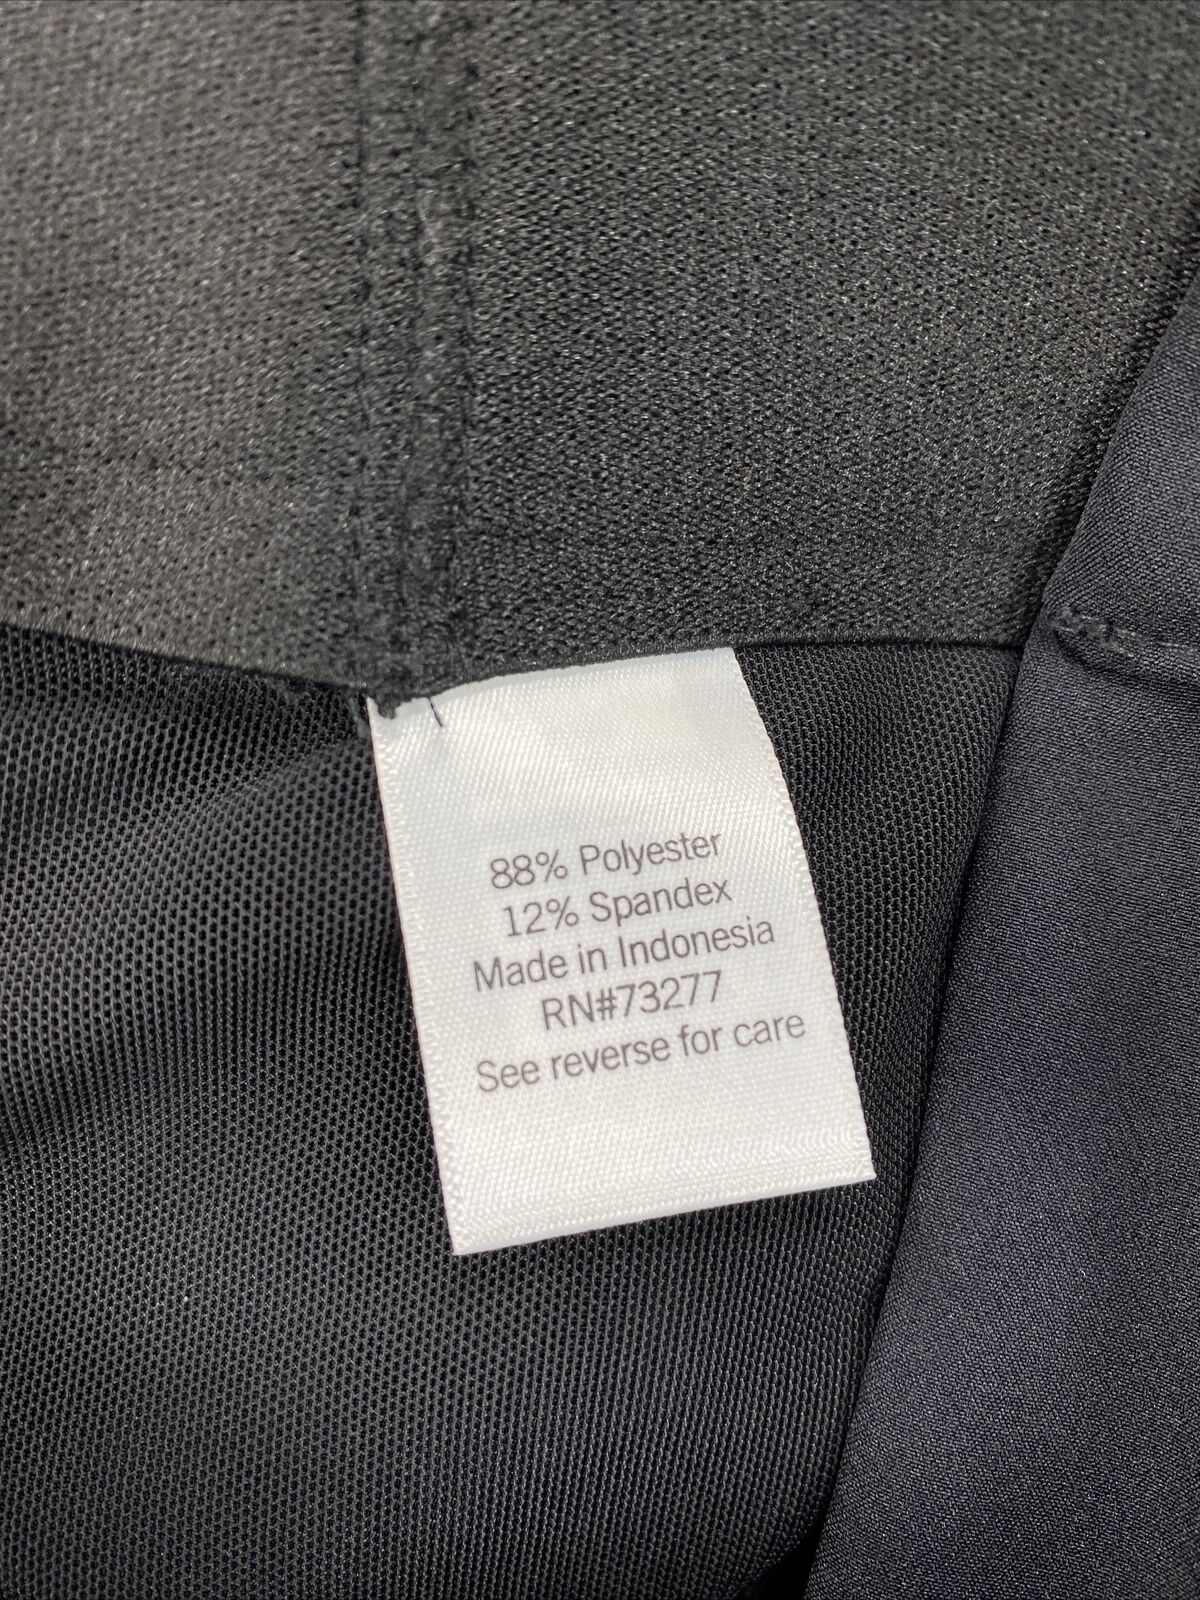 88% Polyester
12% Spandex
Made in Indonesia
RN#73277
See reverse for care